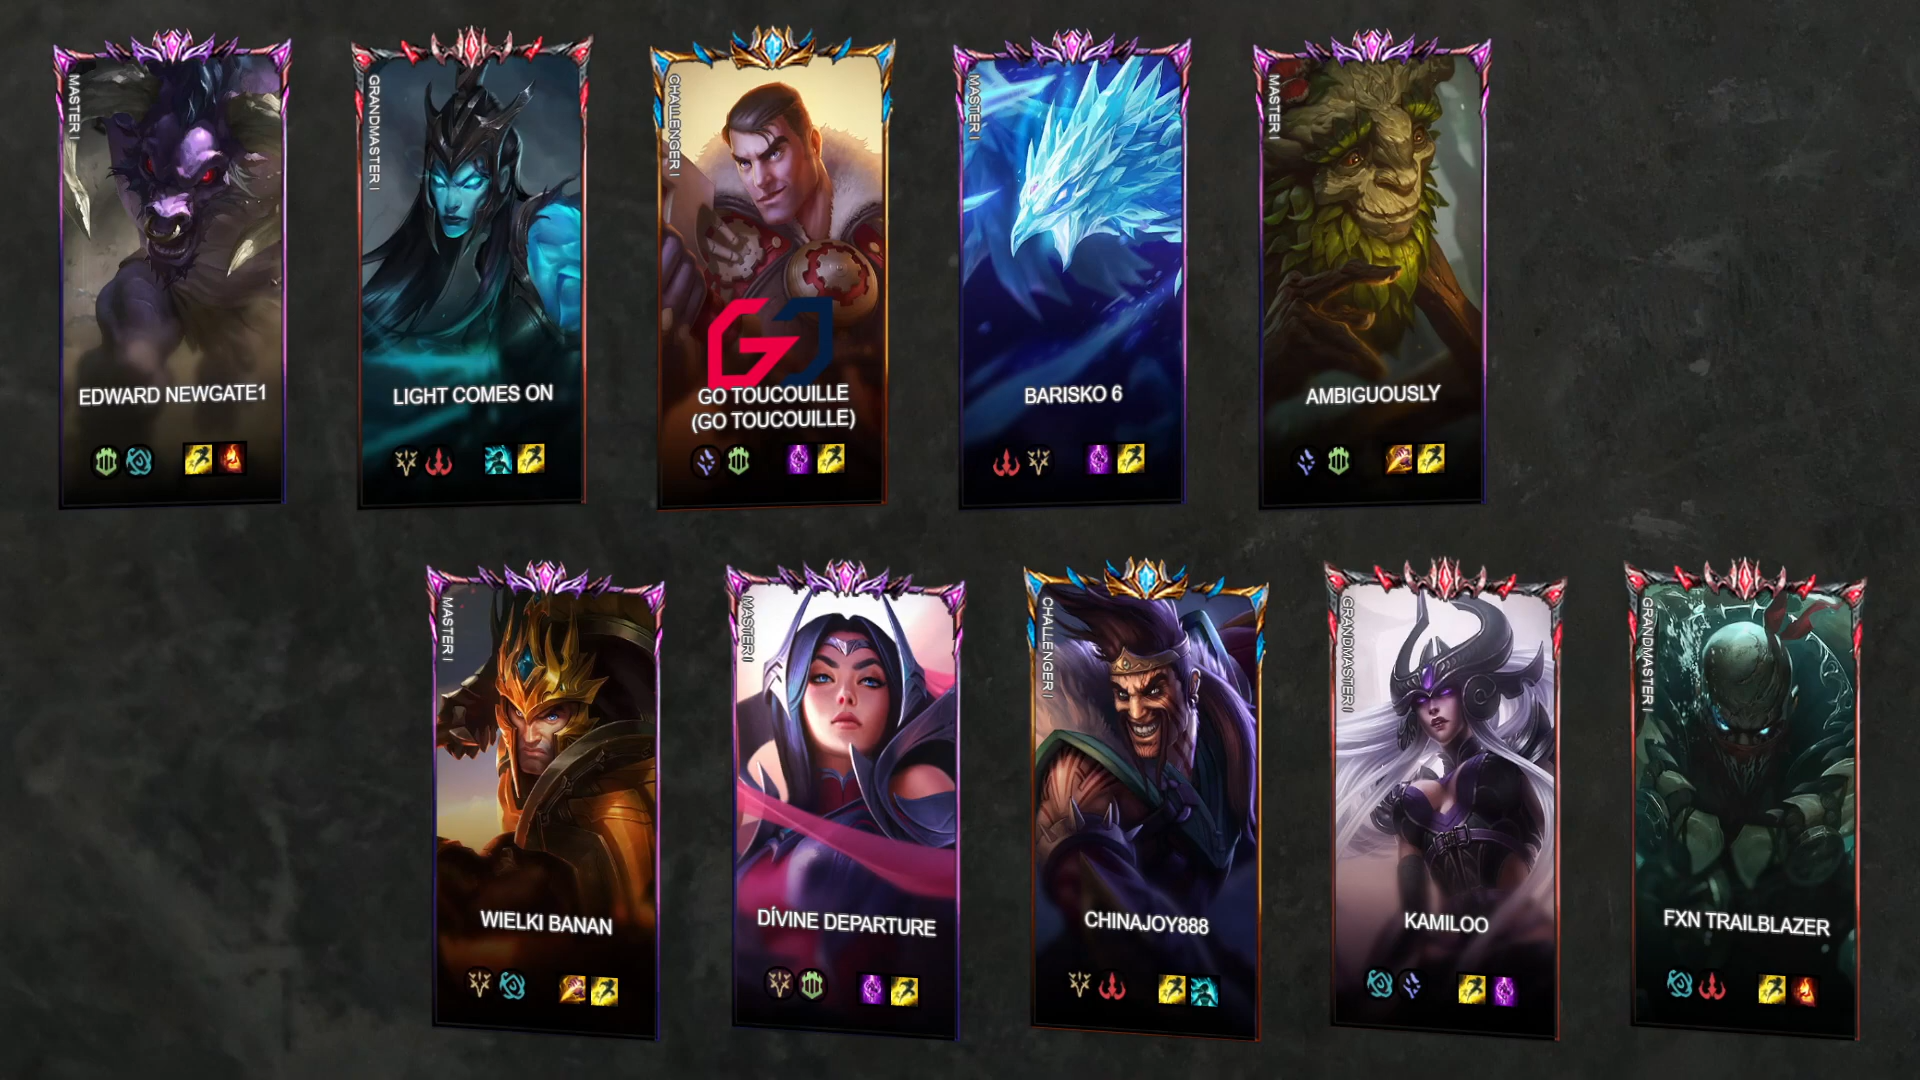 MASTER I
EDWARD NEWGATE1
GRANDMASTER I
LIGHT COMES ON
CHALLENGER I
GO TOUCOUILLE
(GO TOUCOUILLE)
MASTER I
BARISKO 6
MASTER I
AMBIGUOUSLY
MASTER I
WIELKI BANAN
MASTER I
DÍVINE DEPARTURE
CHALLENGER I
CHINAJOY888
GRANDMASTER I
KAMILOO
GRANDMASTER I
FXN TRAILBLAZER